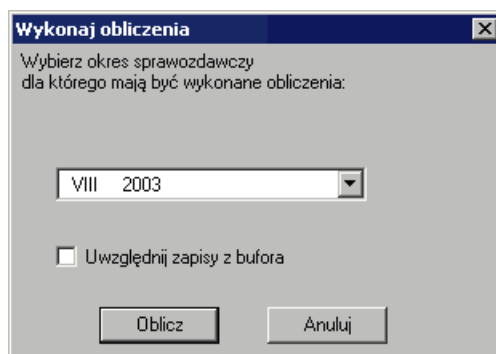 Wykonaj obliczenia
Wybierz okres sprawozdawczy
dla którego mają być wykonane obliczenia:
VIII 2003
Uwzględnij zapisy z bufora
Oblicz Anuluj